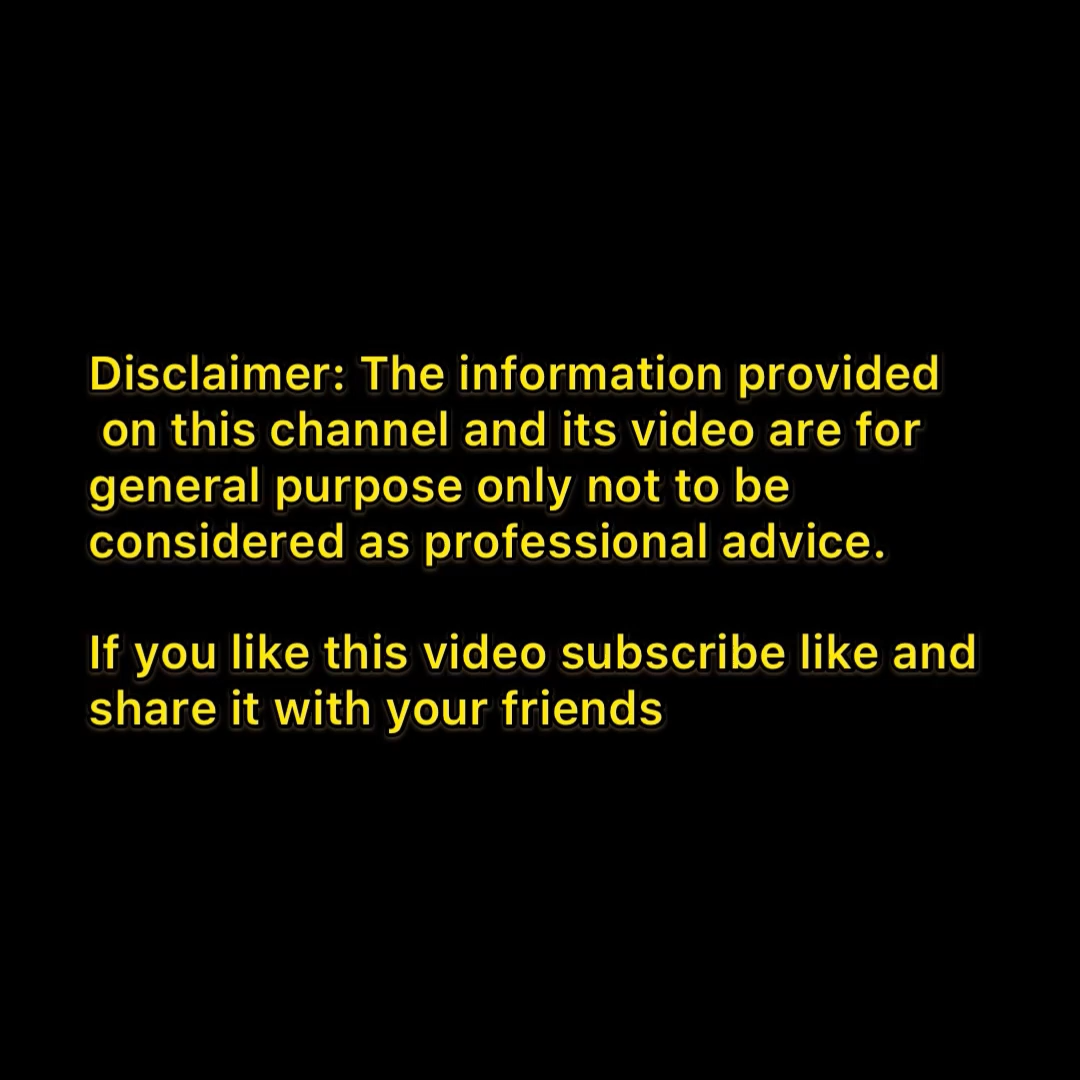 Disclaimer: The information provided
on this channel and its video are for
general purpose only not to be
considered as professional advice.
If you like this video subscribe like and
share it with your friends